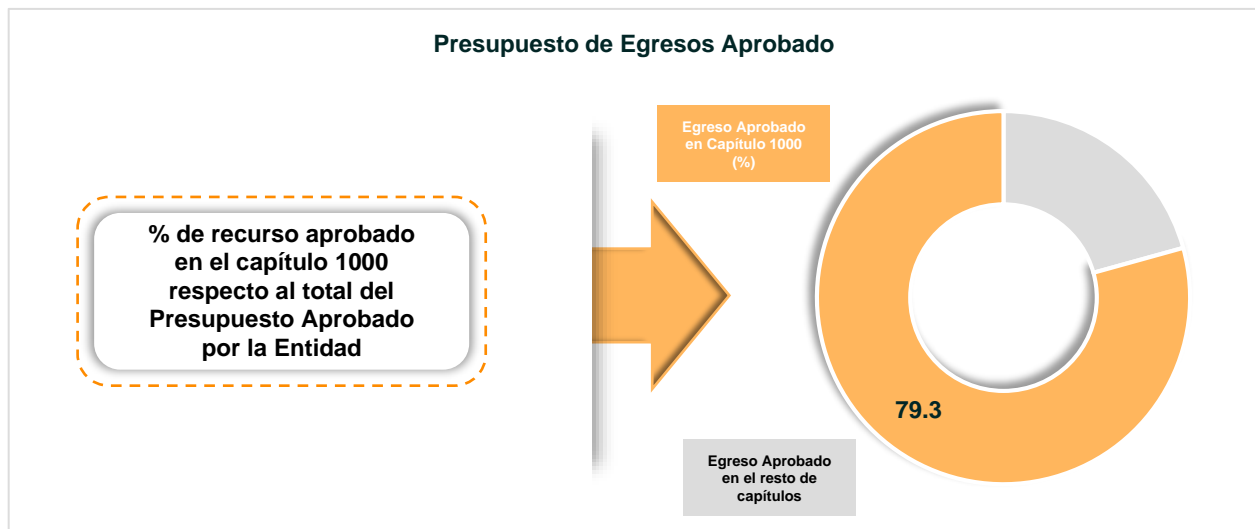 Presupuesto de Egresos Aprobado
Egreso Aprobado
en Capítulo 1000
(%)
% de recurso aprobado
en el capítulo 1000
respecto al total del
Presupuesto Aprobado
por la Entidad
79.3
Egreso Aprobado
en el resto de
capítulos